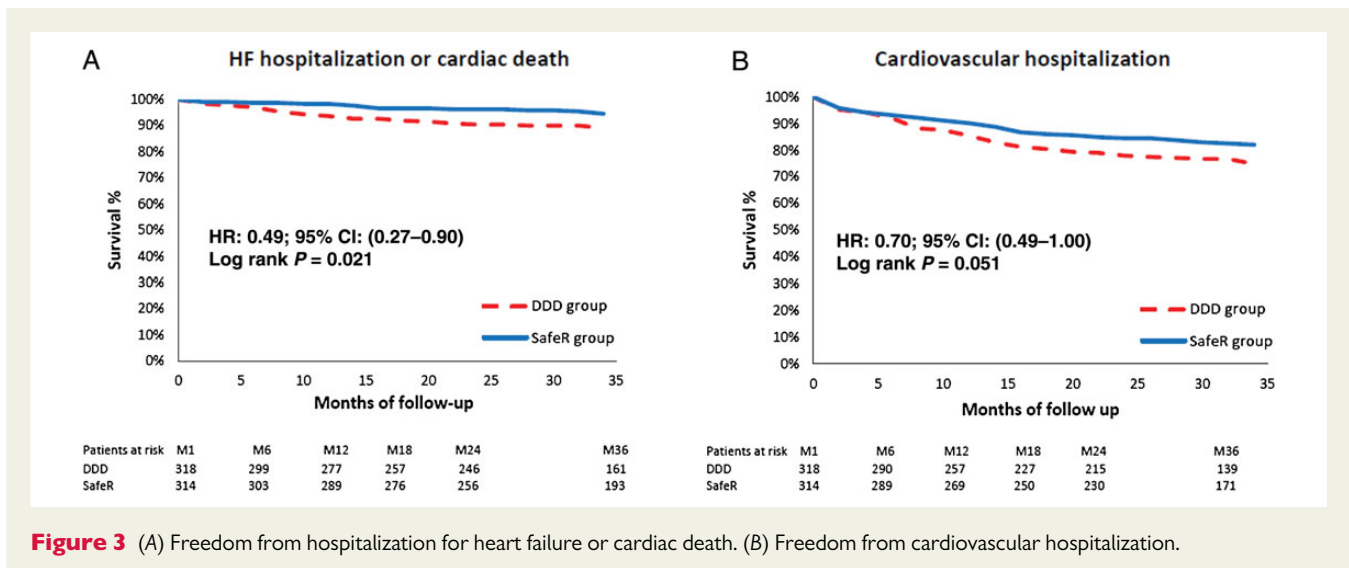 A
HF hospitalization or cardiac death
100%
90%
80%
70%
60%
50%
40%
30%
20%
10%
0%
Survival %
HR: 0.49; 95% CI: (0.27–0.90)
Log rank P = 0.021
DDD group
SafeR group
0 5 10 15 20 25 30 35
Months of follow-up
Patients at risk M1 M6 M12 M18 M24 M36
DDD 318 299 277 257 246 161
SafeR 314 303 289 276 256 193
B
Cardiovascular hospitalization
100%
90%
80%
70%
60%
50%
40%
30%
20%
10%
0%
Survival %
HR: 0.70; 95% CI: (0.49–1.00)
Log rank P = 0.051
DDD group
SafeR group
0 5 10 15 20 25 30 35
Months of follow up
Patients at risk M1 M6 M12 M18 M24 M36
DDD 318 290 257 227 215 139
SafeR 314 289 269 250 230 171
Figure 3 (A) Freedom from hospitalization for heart failure or cardiac death. (B) Freedom from cardiovascular hospitalization.